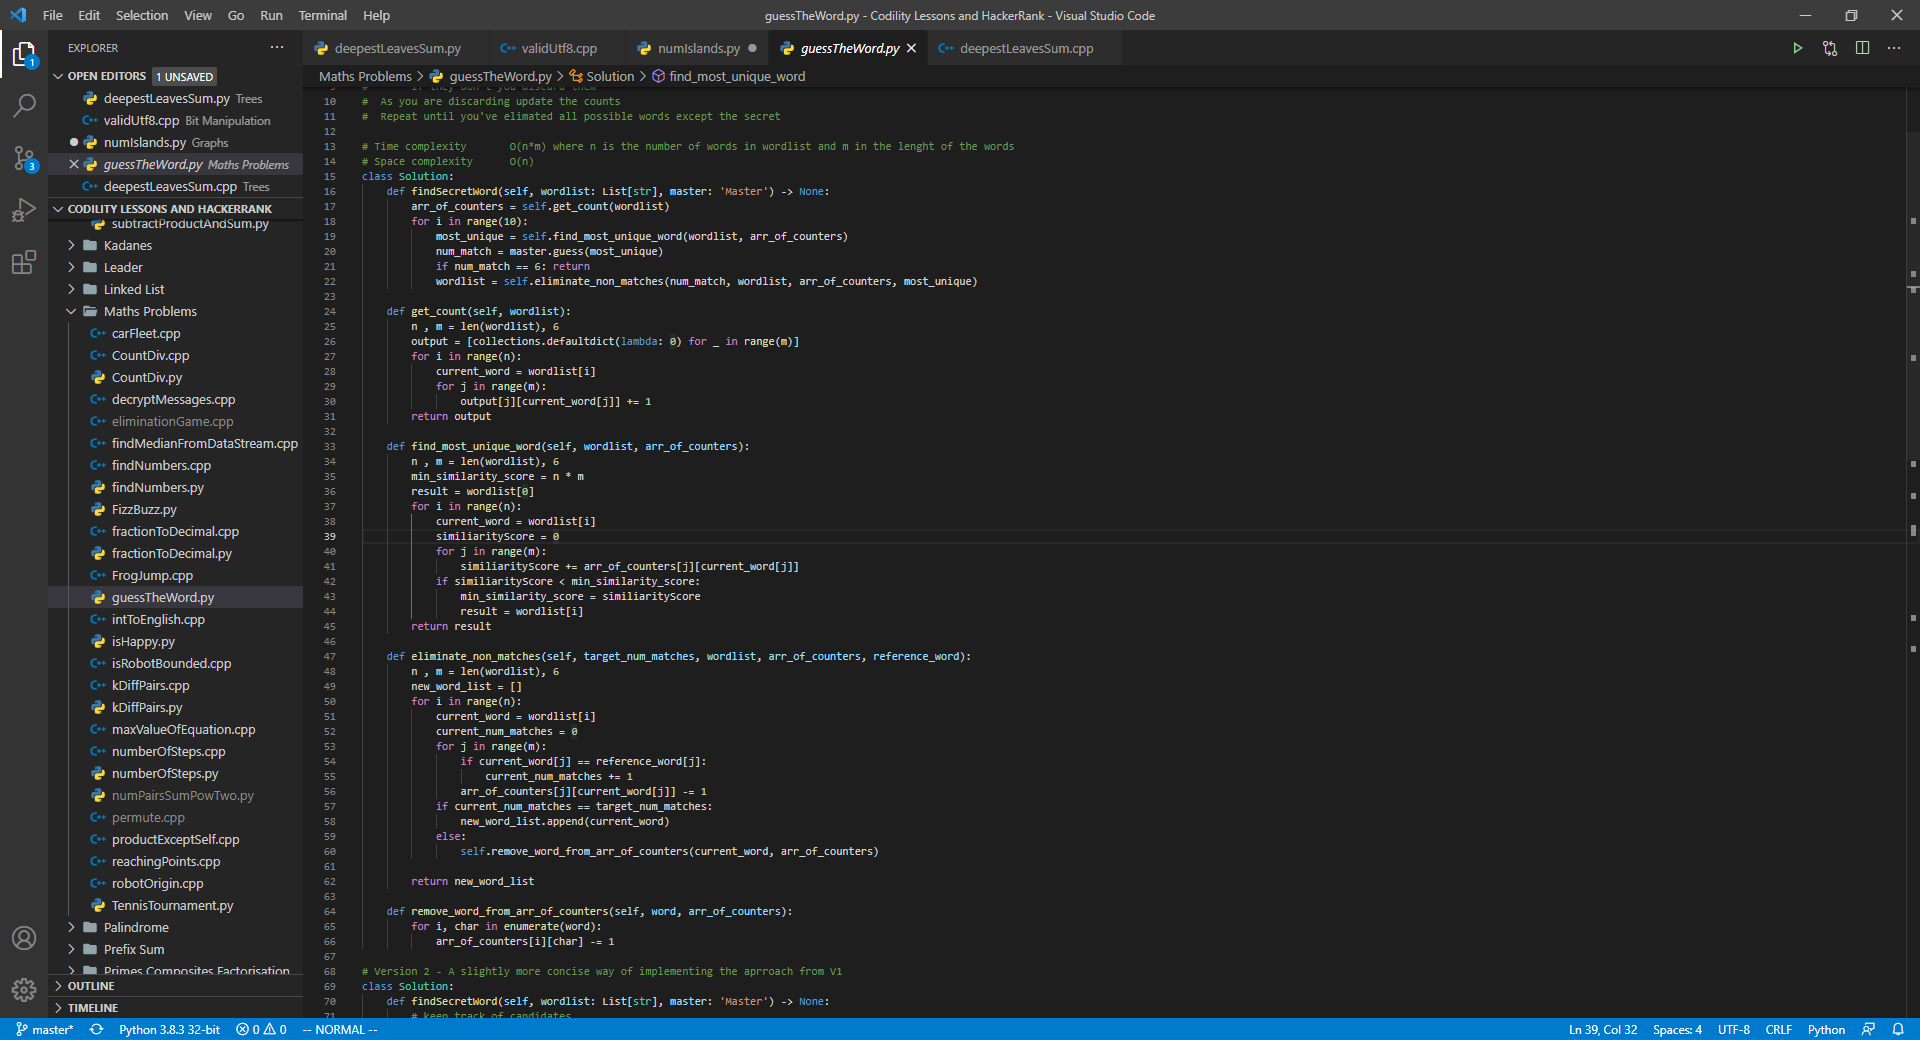 File Edit Selection View Go Run Terminal Help
guessTheWord.py - Codility Lessons and HackerRank - Visual Studio Code
EXPLORER
OPEN EDITORS 1 UNSAVED
deepestLeavesSum.py Trees
validUtf8.cpp Bit Manipulation
numIslands.py Graphs
guessTheWord.py Maths Problems
deepestLeavesSum.cpp Trees
CODILITY LESSONS AND HACKERRANK
subtractProductAndSum.py
Kadanes
Leader
Linked List
Maths Problems
carFleet.cpp
CountDiv.cpp
CountDiv.py
decryptMessages.cpp
eliminationGame.cpp
findMedianFromDataStream.cpp
findNumbers.cpp
findNumbers.py
FizzBuzz.py
fractionToDecimal.cpp
fractionToDecimal.py
FrogJump.cpp
guessTheWord.py
intToEnglish.cpp
isHappy.py
isRobotBounded.cpp
kDiffPairs.cpp
kDiffPairs.py
maxValueOfEquation.cpp
numberOfSteps.cpp
numberOfSteps.py
numPairsSumPowTwo.py
permute.cpp
productExceptSelf.cpp
reachingPoints.cpp
robotOrigin.cpp
TennisTournament.py
Palindrome
Prefix Sum
Primes Composites Factorisation
OUTLINE
TIMELINE
1
3
deepestLeavesSum.py validUtf8.cpp numIslands.py guessTheWord.py deepestLeavesSum.cpp
Maths Problems > guessTheWord.py > Solution > find_most_unique_word
9 # if they don't you discard them
10 # As you are discarding update the counts
11 # Repeat until you've elimated all possible words except the secret
12
13 # Time complexity O(n*m) where n is the number of words in wordlist and m in the lenght of the words
14 # Space complexity O(n)
15 class Solution:
16 def findSecretWord(self, wordlist: List[str], master: 'Master') -> None:
17 arr_of_counters = self.get_count(wordlist)
18 for i in range(10):
19 most_unique = self.find_most_unique_word(wordlist, arr_of_counters)
20 num_match = master.guess(most_unique)
21 if num_match == 6: return
22 wordlist = self.eliminate_non_matches(num_match, wordlist, arr_of_counters, most_unique)
23
24 def get_count(self, wordlist):
25 n , m = len(wordlist), 6
26 output = [collections.defaultdict(lambda: 0) for _ in range(m)]
27 for i in range(n):
28 current_word = wordlist[i]
29 for j in range(m):
30 output[j][current_word[j]] += 1
31 return output
32
33 def find_most_unique_word(self, wordlist, arr_of_counters):
34 n , m = len(wordlist), 6
35 min_similarity_score = n * m
36 result = wordlist[0]
37 for i in range(n):
38 current_word = wordlist[i]
39 similiarityScore = 0
40 for j in range(m):
41 similiarityScore += arr_of_counters[j][current_word[j]]
42 if similiarityScore < min_similarity_score:
43 min_similarity_score = similiarityScore
44 result = wordlist[i]
45 return result
46
47 def eliminate_non_matches(self, target_num_matches, wordlist, arr_of_counters, reference_word):
48 n , m = len(wordlist), 6
49 new_word_list = []
50 for i in range(n):
51 current_word = wordlist[i]
52 current_num_matches = 0
53 for j in range(m):
54 if current_word[j] == reference_word[j]:
55 current_num_matches += 1
56 arr_of_counters[j][current_word[j]] -= 1
57 if current_num_matches == target_num_matches:
58 new_word_list.append(current_word)
59 else:
60 self.remove_word_from_arr_of_counters(current_word, arr_of_counters)
61
62 return new_word_list
63
64 def remove_word_from_arr_of_counters(self, word, arr_of_counters):
65 for i, char in enumerate(word):
66 arr_of_counters[i][char] -= 1
67
68 # Version 2 - A slightly more concise way of implementing the aprroach from V1
69 class Solution:
70 def findSecretWord(self, wordlist: List[str], master: 'Master') -> None:
71 # keep track of candidates
master* Python 3.8.3 32-bit 0 0 -- NORMAL -- Ln 39, Col 32 Spaces: 4 UTF-8 CRLF Python